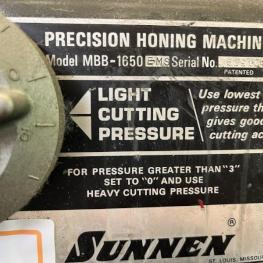 PRECISION HONING MACHIN
Model MBB-1650 Serial No.
PATENTED
LIGHT
CUTTING
PRESSURE
Use lowest
pressure th
gives good
cutting ac
FOR PRESSURE GREATER THAN "3"
SET TO "0" AND USE
HEAVY CUTTING PRESSURE
SUNNEN ®
ST. LOUIS, MISSOU